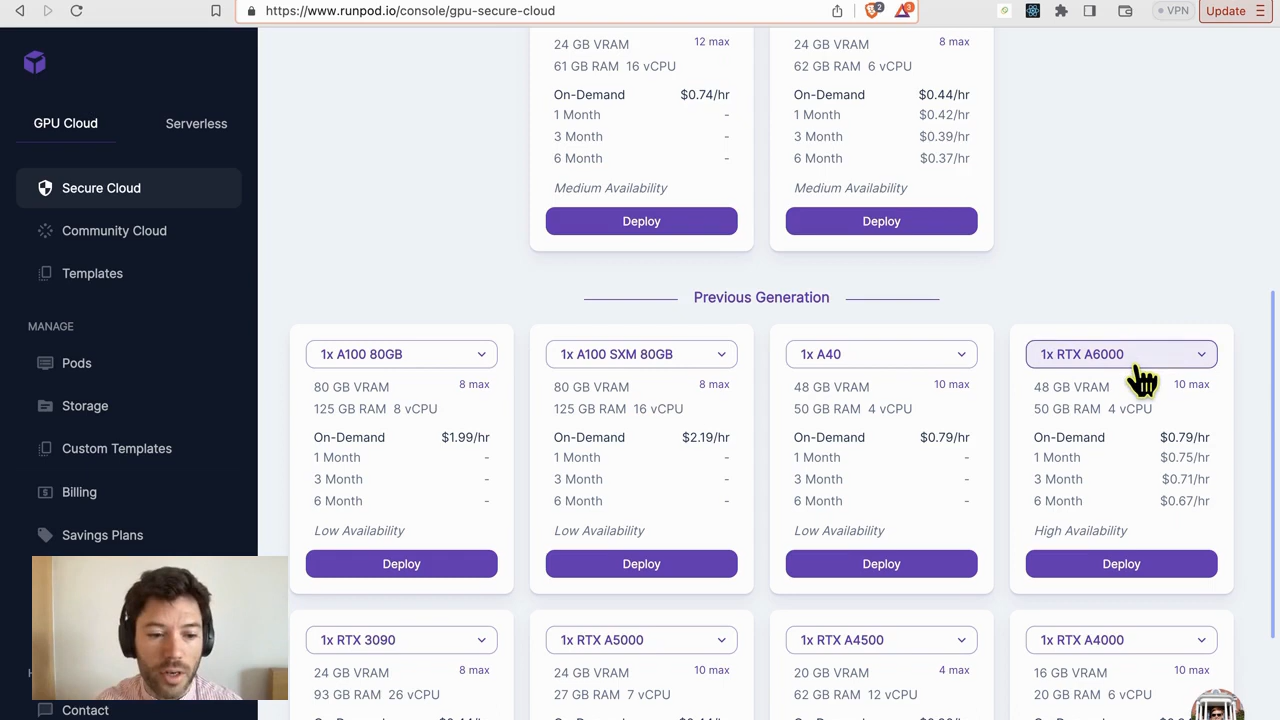 https://www.runpod.io/console/gpu-secure-cloud
2
3
VPN
Update
GPU Cloud
Serverless
Secure Cloud
Community Cloud
Templates
MANAGE
Pods
Storage
Custom Templates
Billing
Savings Plans
Contact
24 GB VRAM 12 max
61 GB RAM 16 vCPU
On-Demand $0.74/hr
1 Month -
3 Month -
6 Month -
Medium Availability
Deploy
24 GB VRAM 8 max
62 GB RAM 6 vCPU
On-Demand $0.44/hr
1 Month $0.42/hr
3 Month $0.39/hr
6 Month $0.37/hr
Medium Availability
Deploy
Previous Generation
1x A100 80GB
80 GB VRAM 8 max
125 GB RAM 8 vCPU
On-Demand $1.99/hr
1 Month -
3 Month -
6 Month -
Low Availability
Deploy
1x A100 SXM 80GB
80 GB VRAM 8 max
125 GB RAM 16 vCPU
On-Demand $2.19/hr
1 Month -
3 Month -
6 Month -
Low Availability
Deploy
1x A40
48 GB VRAM 10 max
50 GB RAM 4 vCPU
On-Demand $0.79/hr
1 Month -
3 Month -
6 Month -
Low Availability
Deploy
1x RTX A6000
48 GB VRAM 10 max
50 GB RAM 4 vCPU
On-Demand $0.79/hr
1 Month $0.75/hr
3 Month $0.71/hr
6 Month $0.67/hr
High Availability
Deploy
1x RTX 3090
24 GB VRAM 8 max
93 GB RAM 26 vCPU
1x RTX A5000
24 GB VRAM 10 max
27 GB RAM 7 vCPU
1x RTX A4500
20 GB VRAM 4 max
62 GB RAM 12 vCPU
1x RTX A4000
16 GB VRAM 10 max
20 GB RAM 6 vCPU